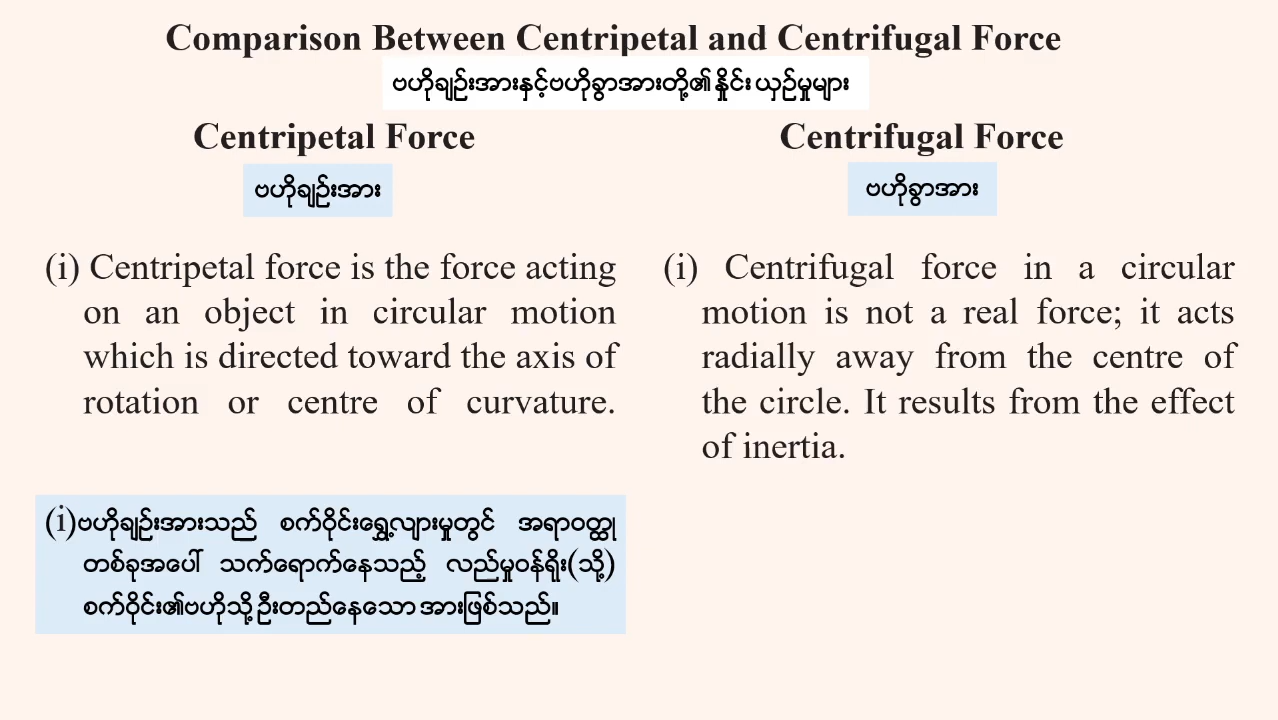 Comparison Between Centripetal and Centrifugal Force
ဗဟိုချဉ်းအားနှင့်ဗဟိုခွာအားတို့၏ နှိုင်းယှဉ်မှုများ
Centripetal Force
ဗဟိုချဉ်းအား
(i) Centripetal force is the force acting
on an object in circular motion
which is directed toward the axis of
rotation or centre of curvature.
(i)ဗဟိုချဉ်းအားသည် စက်ဝိုင်းရွှေ့လျားမှုတွင် အရာဝတ္ထု
တစ်ခုအပေါ် သက်ရောက်နေသည့် လည်မှုဝန်ရိုး(သို့)
စက်ဝိုင်း၏ဗဟိုသို့ ဦးတည်နေသော အားဖြစ်သည်။
Centrifugal Force
ဗဟိုခွာအား
(i) Centrifugal force in a circular
motion is not a real force; it acts
radially away from the centre of
the circle. It results from the effect
of inertia.